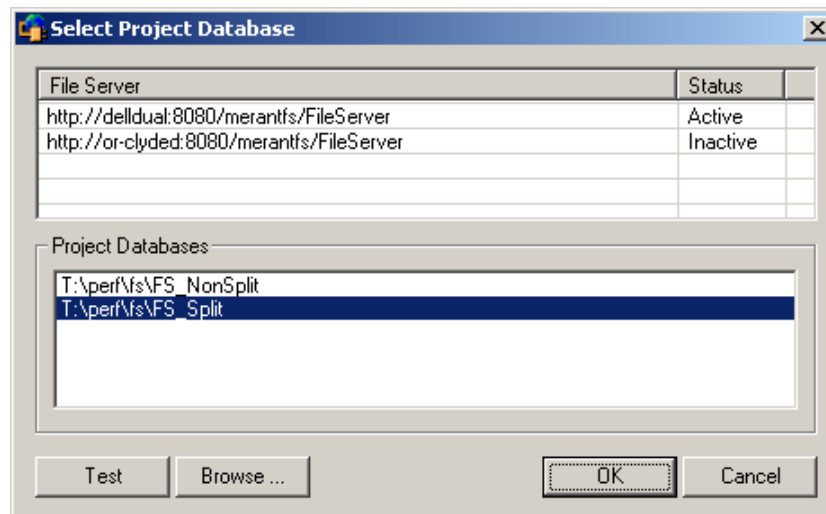 Select Project Database
File Server Status
http://delldual:8080/merantfs/FileServer Active
http://or-clyded:8080/merantfs/FileServer Inactive
Project Databases
T:\perf\fs\FS_NonSplit
T:\perf\fs\FS_Split
Test Browse ... OK Cancel